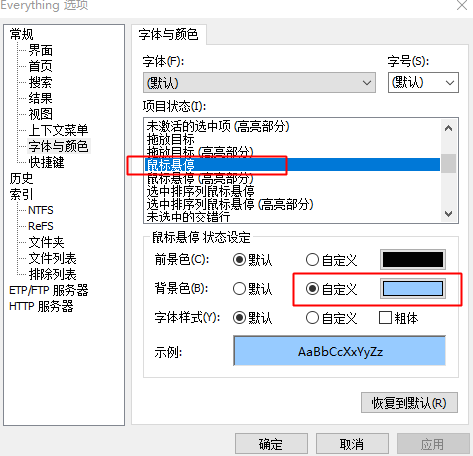 Everything 选项
常规
界面
首页
搜索
结果
视图
上下文菜单
字体与颜色
快捷键
历史
索引
NTFS
ReFS
文件夹
文件列表
排除列表
ETP/FTP 服务器
HTTP 服务器
字体与颜色
字体(F): 字号(S):
(默认) (默认)
项目状态(I):
未激活的选中项 (高亮部分)
拖放目标
拖放目标 (高亮部分)
鼠标悬停
鼠标悬停 (高亮部分)
选中排序列鼠标悬停
选中排序列鼠标悬停 (高亮部分)
未选中的交错行
鼠标悬停 状态设定
前景色(C): 默认 自定义
背景色(B): 默认 自定义
字体样式(Y): 默认 自定义 粗体
示例: AaBbCcXxYyZz
恢复到默认(R)
确定 取消 应用